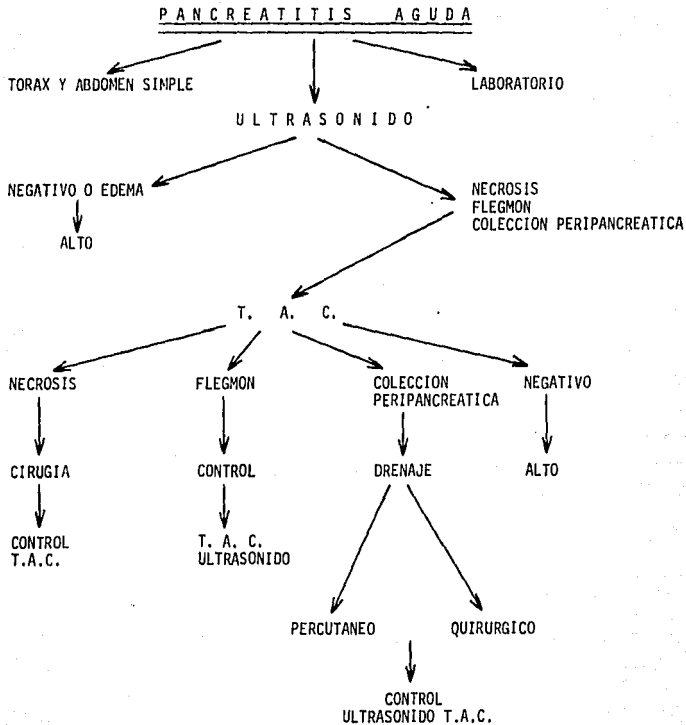 PANCREATITIS AGUDA
TORAX Y ABDOMEN SIMPLE
LABORATORIO
ULTRASONIDO
NEGATIVO O EDEMA
NECROSIS
FLEGMON
COLECCION PERIPANCREATICA
ALTO
T. A. C.
NECROSIS
FLEGMON
COLECCION
PERIPANCREATICA
NEGATIVO
CIRUGIA
CONTROL
DRENAJE
ALTO
CONTROL
T.A.C.
T. A. C.
ULTRASONIDO
PERCUTANEO
QUIRURGICO
CONTROL
ULTRASONIDO T.A.C.